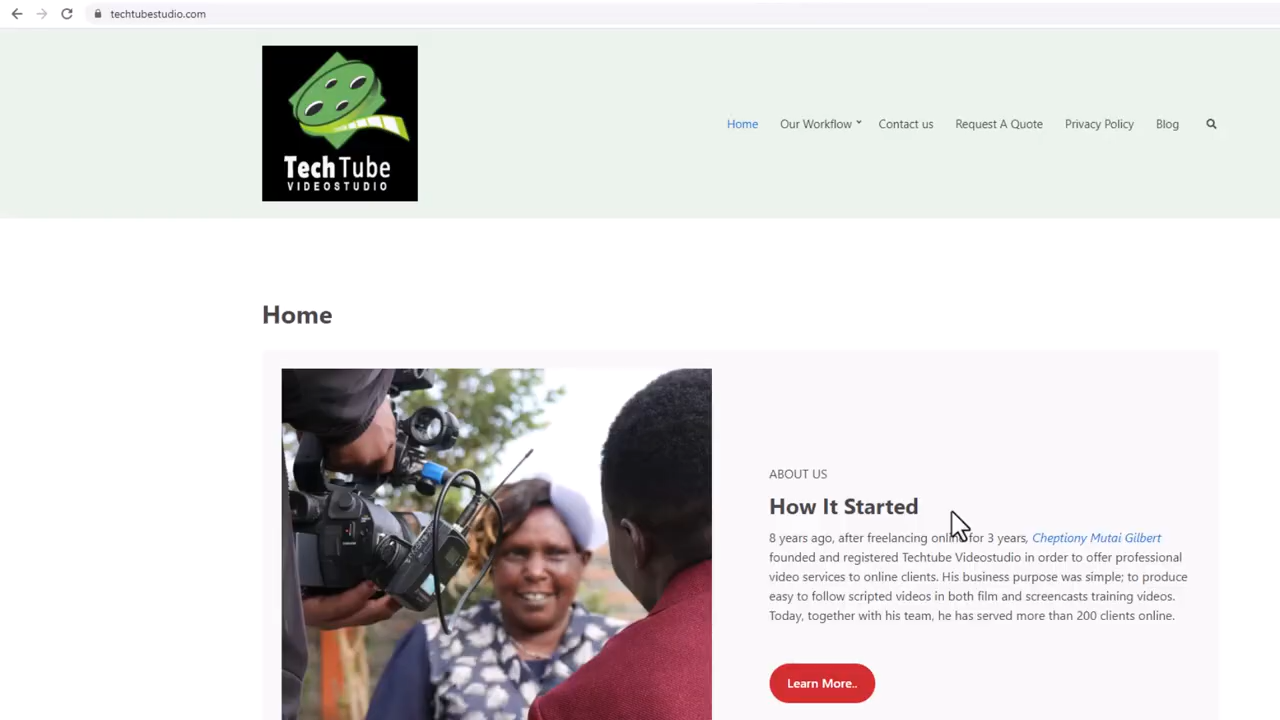 techtubestudio.com
TechTube
VIDEOSTUDIO
Home
Our Workflow
Contact us
Request A Quote
Privacy Policy
Blog
Home
ABOUT US
How It Started
8 years ago, after freelancing online for 3 years, Cheptiony Mutai Gilbert
founded and registered Techtube Videostudio in order to offer professional
video services to online clients. His business purpose was simple; to produce
easy to follow scripted videos in both film and screencasts training videos.
Today, together with his team, he has served more than 200 clients online.
Learn More..